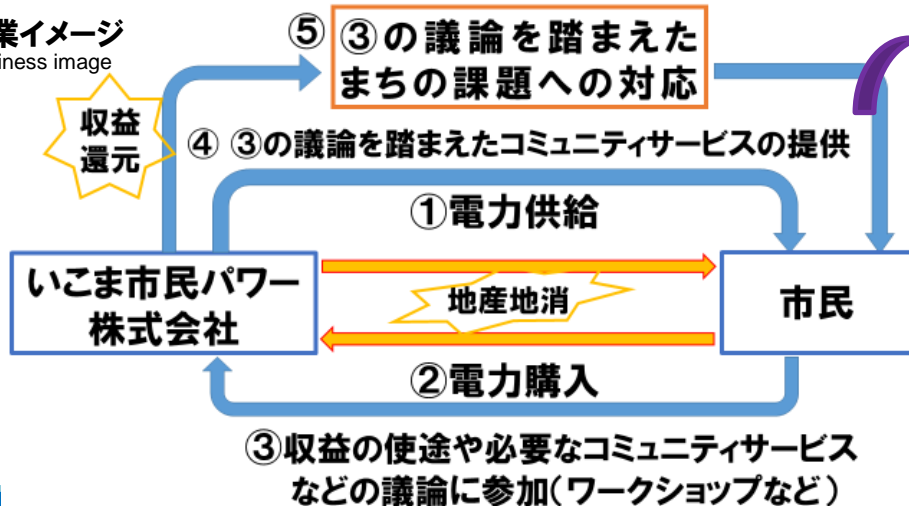 業イメージ
iness image
⑤ ③の議論を踏まえた
まちの課題への対応
収益
還元
④ ③の議論を踏まえたコミュニティサービスの提供
①電力供給
いこま市民パワー
株式会社
地産地消
市民
②電力購入
③収益の使途や必要なコミュニティサービス
などの議論に参加(ワークショップなど)